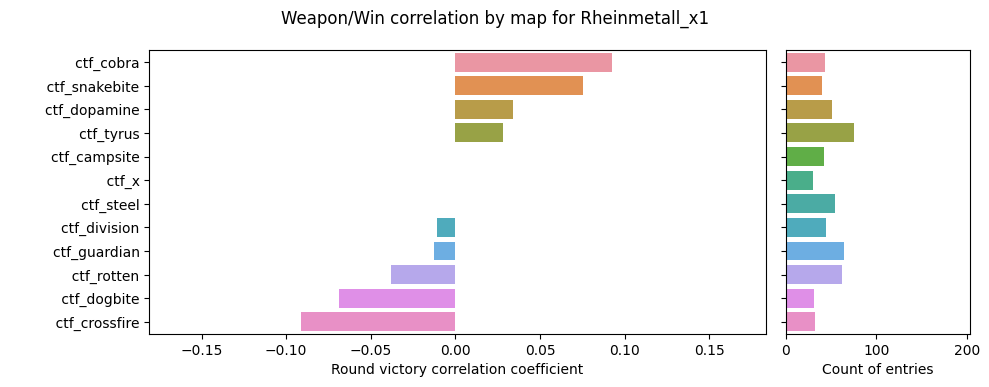 Weapon/Win correlation by map for Rheinmetall_x1
ctf_cobra
ctf_snakebite
ctf_dopamine
ctf_tyrus
ctf_campsite
ctf_x
ctf_steel
ctf_division
ctf_guardian
ctf_rotten
ctf_dogbite
ctf_crossfire
−0.15 −0.10 −0.05 0.00 0.05 0.10 0.15
Round victory correlation coefficient
0 100 200
Count of entries